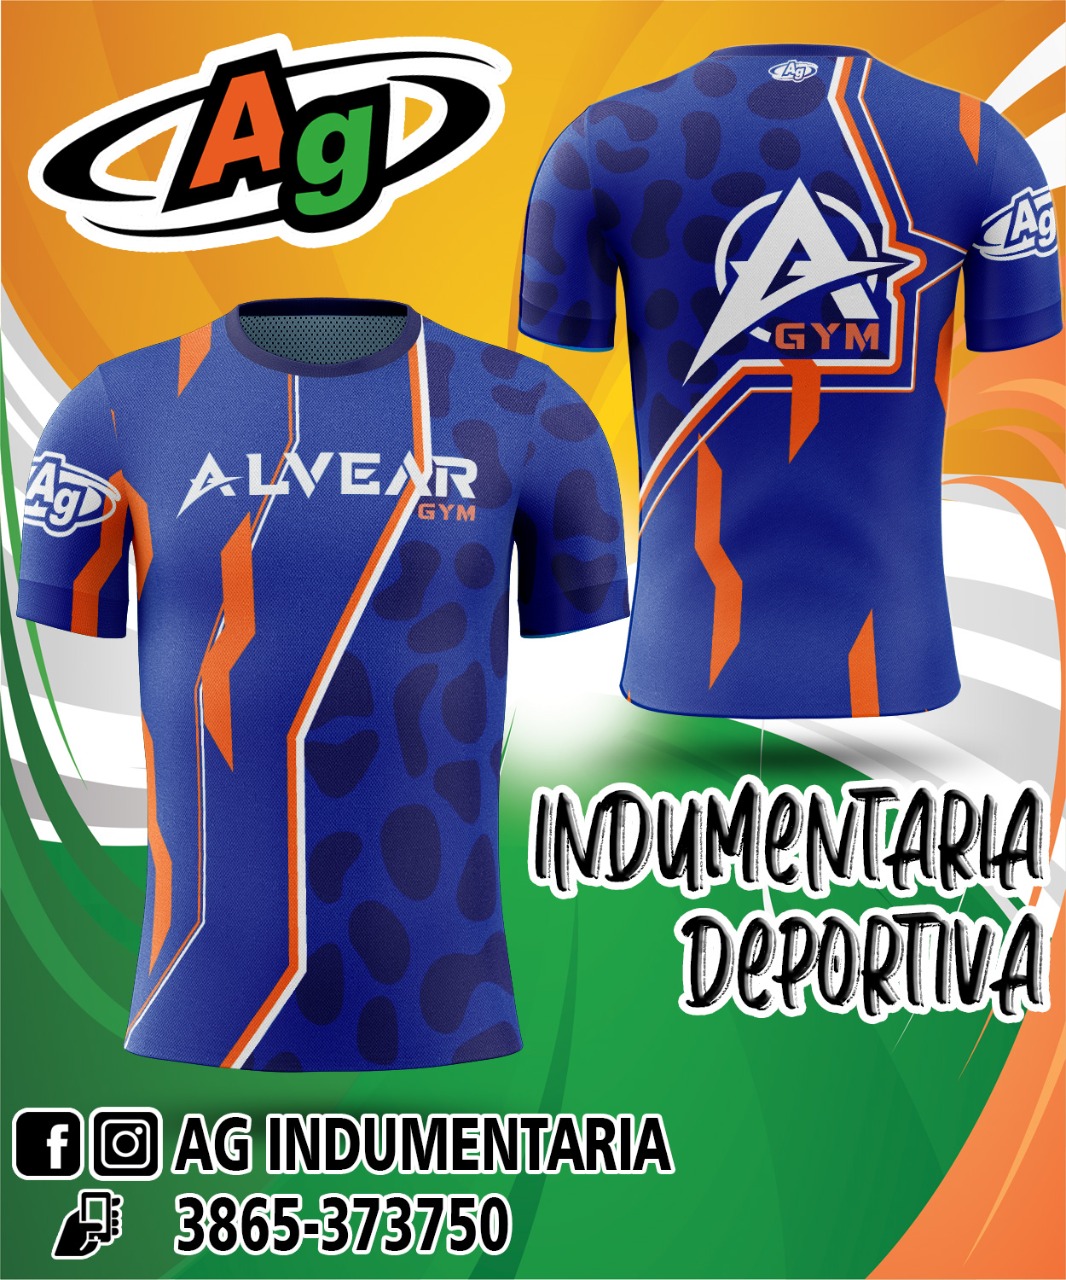 Ag
Ag
Ag
A
GYM
Ag
ALVEAR
GYM
INDUMENTARIA
DEPORTIVA
f
AG INDUMENTARIA
3865-373750